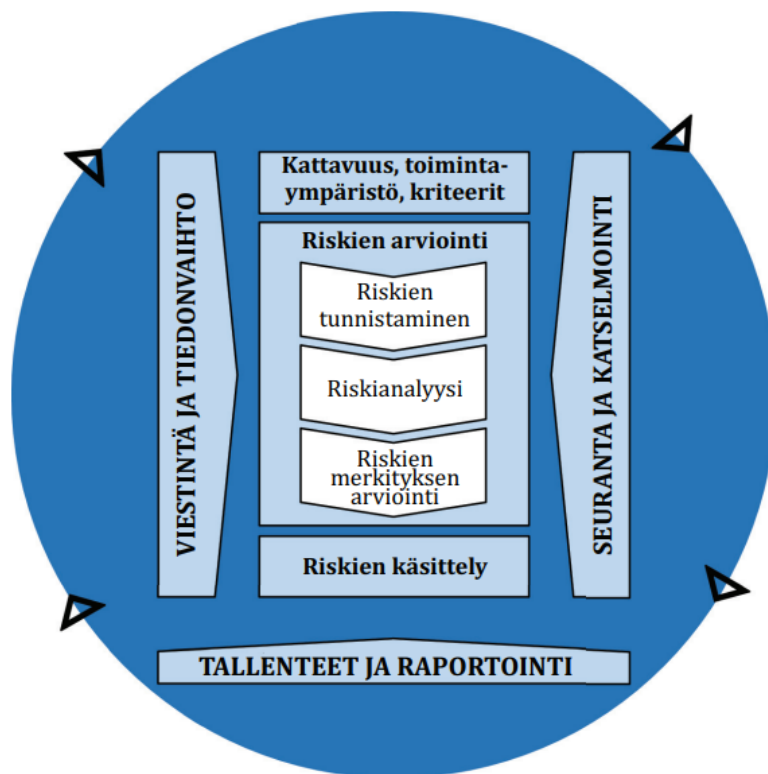 Kattavuus, toiminta-
ympäristö, kriteerit
Riskien arviointi
Riskien
tunnistaminen
Riskianalyysi
Riskien
merkityksen
arviointi
Riskien käsittely
VIESTINTÄ JA TIEDONVAIHTO
SEURANTA JA KATSELMOINTI
TALLENTEET JA RAPORTOINTI